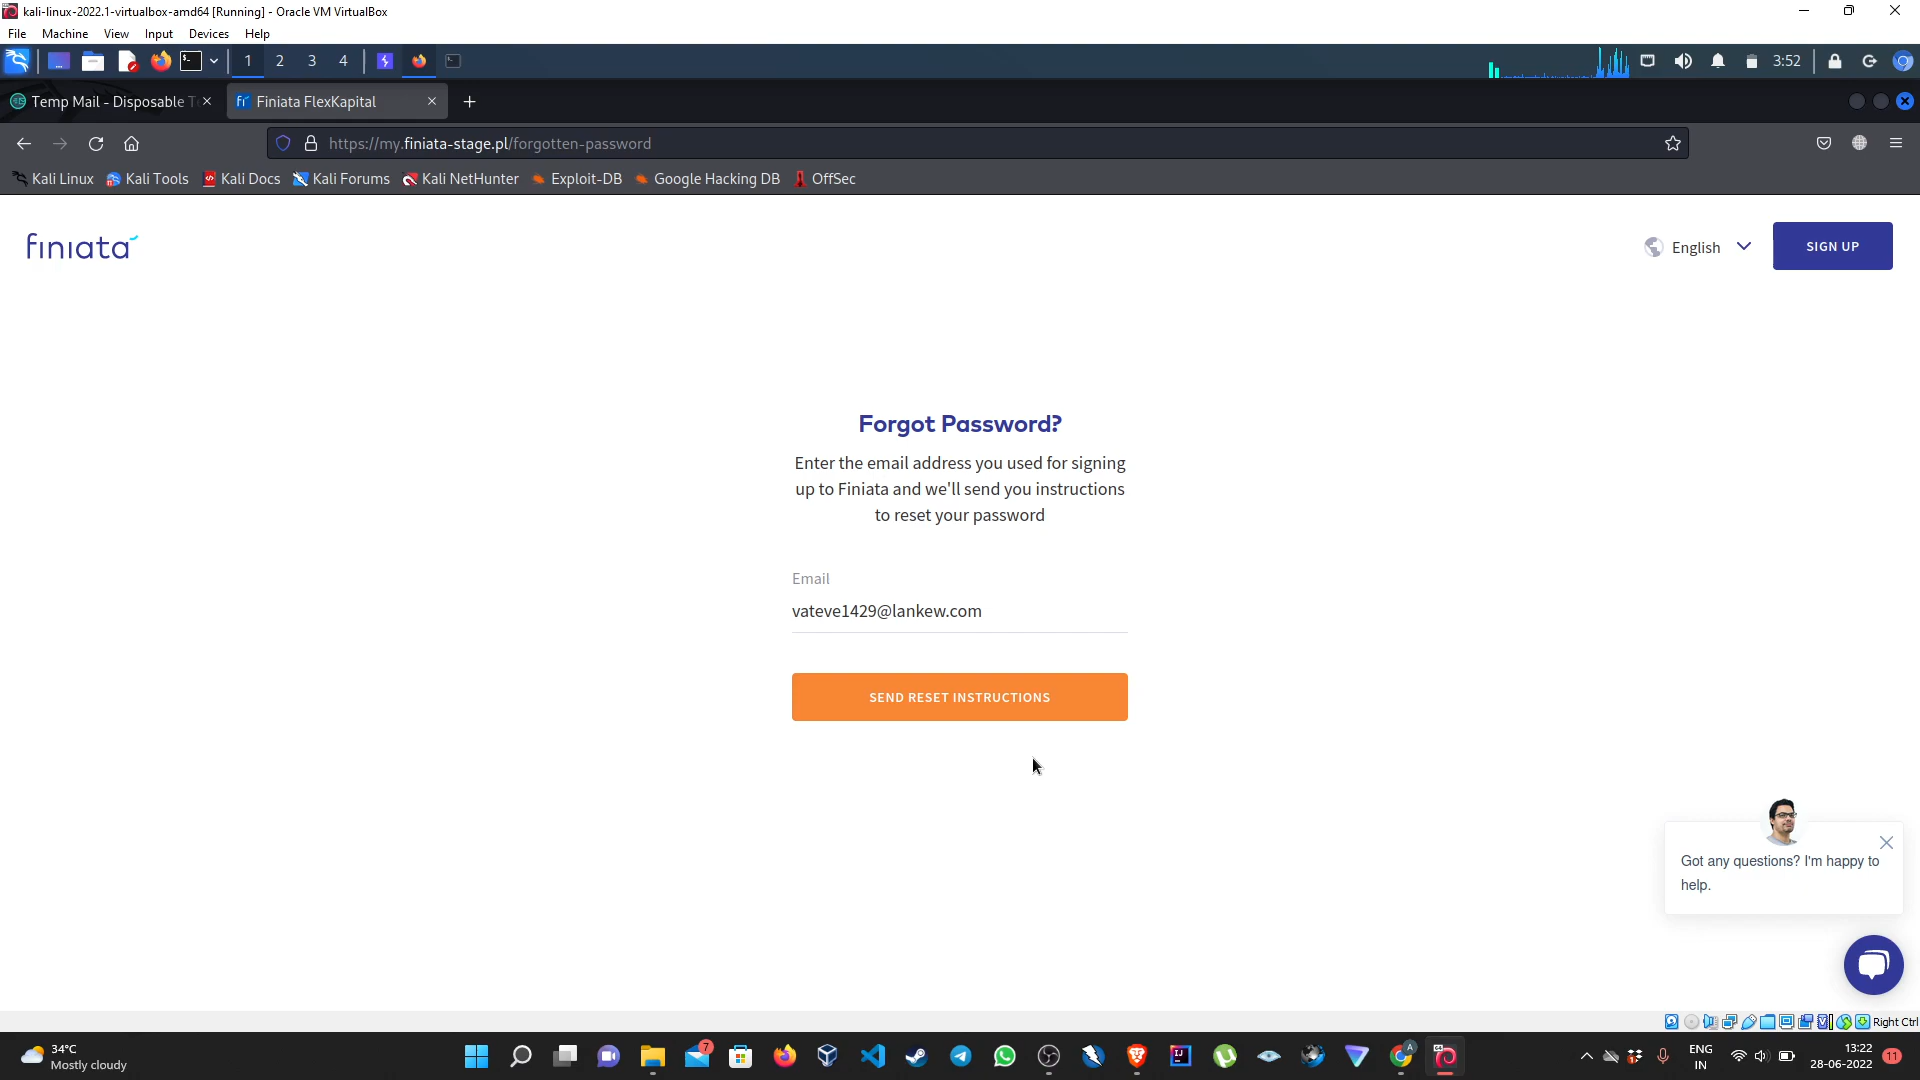 kali-linux-2022.1-virtualbox-amd64 [Running] - Oracle VM VirtualBox
File Machine View Input Devices Help
1 2 3 4 3:52
Temp Mail - Disposable Finiata FlexKapital
https://my.finiata-stage.pl/forgotten-password
Kali Linux Kali Tools Kali Docs Kali Forums Kali NetHunter Exploit-DB Google Hacking DB OffSec
finiata English SIGN UP
Forgot Password?
Enter the email address you used for signing
up to Finiata and we'll send you instructions
to reset your password
Email
vateve1429@lankew.com
SEND RESET INSTRUCTIONS
Got any questions? I'm happy to
help.
Right Ctrl
34°C
Mostly cloudy
7
ENG
IN
13:22
28-06-2022
11